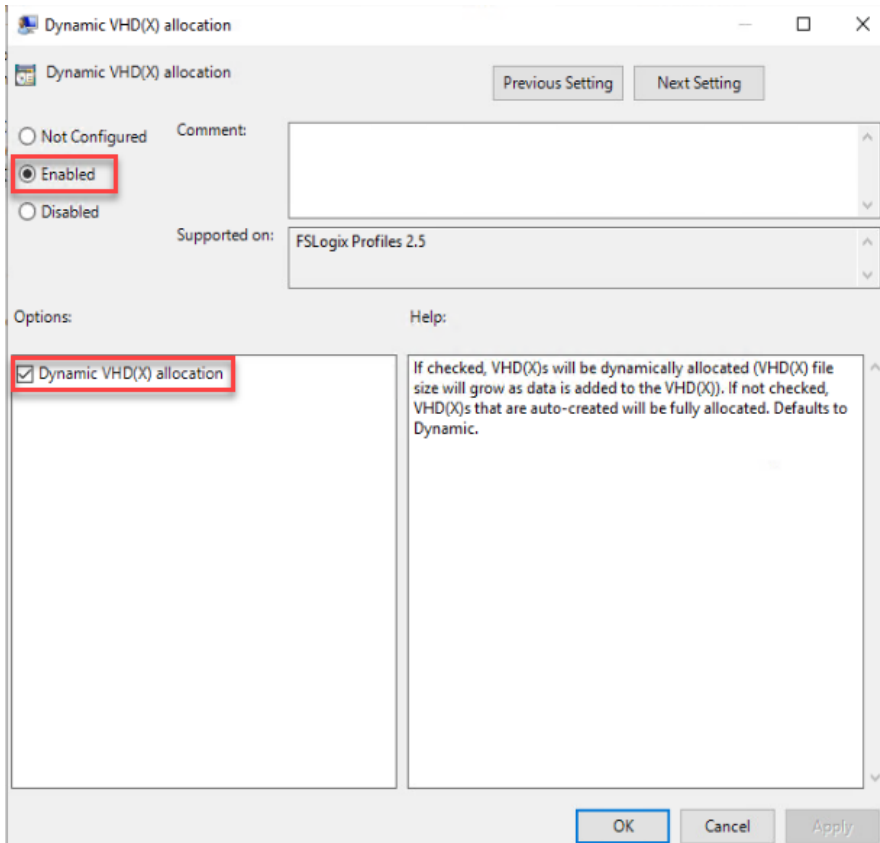 Dynamic VHD(X) allocation
Dynamic VHD(X) allocation
Previous Setting
Next Setting
Not Configured
Comment:
Enabled
Disabled
Supported on:
FSLogix Profiles 2.5
Options:
Help:
Dynamic VHD(X) allocation
If checked, VHD(X)s will be dynamically allocated (VHD(X) file
size will grow as data is added to the VHD(X)). If not checked,
VHD(X)s that are auto-created will be fully allocated. Defaults to
Dynamic.
OK
Cancel
Apply